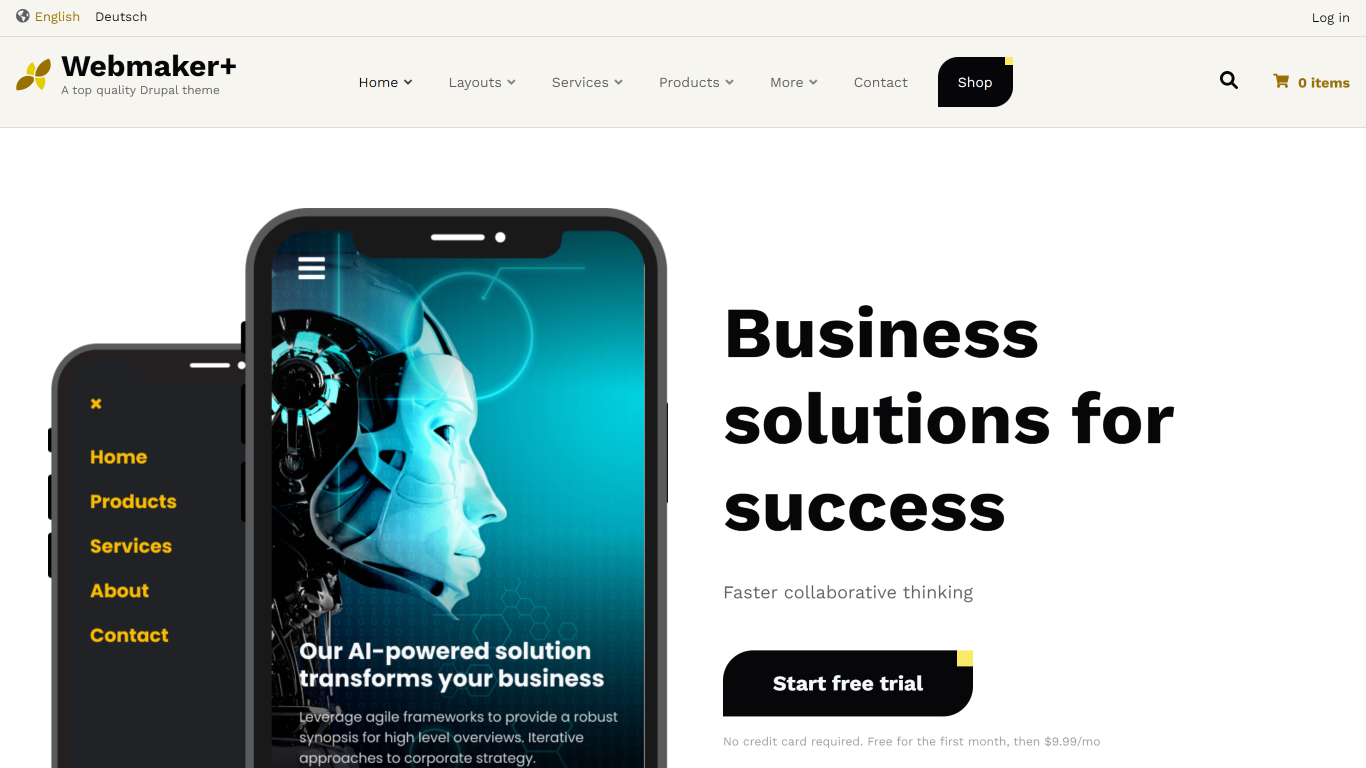 English Deutsch Log in
Webmaker+
A top quality Drupal theme
Home Layouts Services Products More Contact Shop 0 items
Home
Products
Services
About
Contact
Our AI-powered solution
transforms your business
Leverage agile frameworks to provide a robust
synopsis for high level overviews. Iterative
approaches to corporate strategy.
Business
solutions for
success
Faster collaborative thinking
Start free trial
No credit card required. Free for the first month, then $9.99/mo